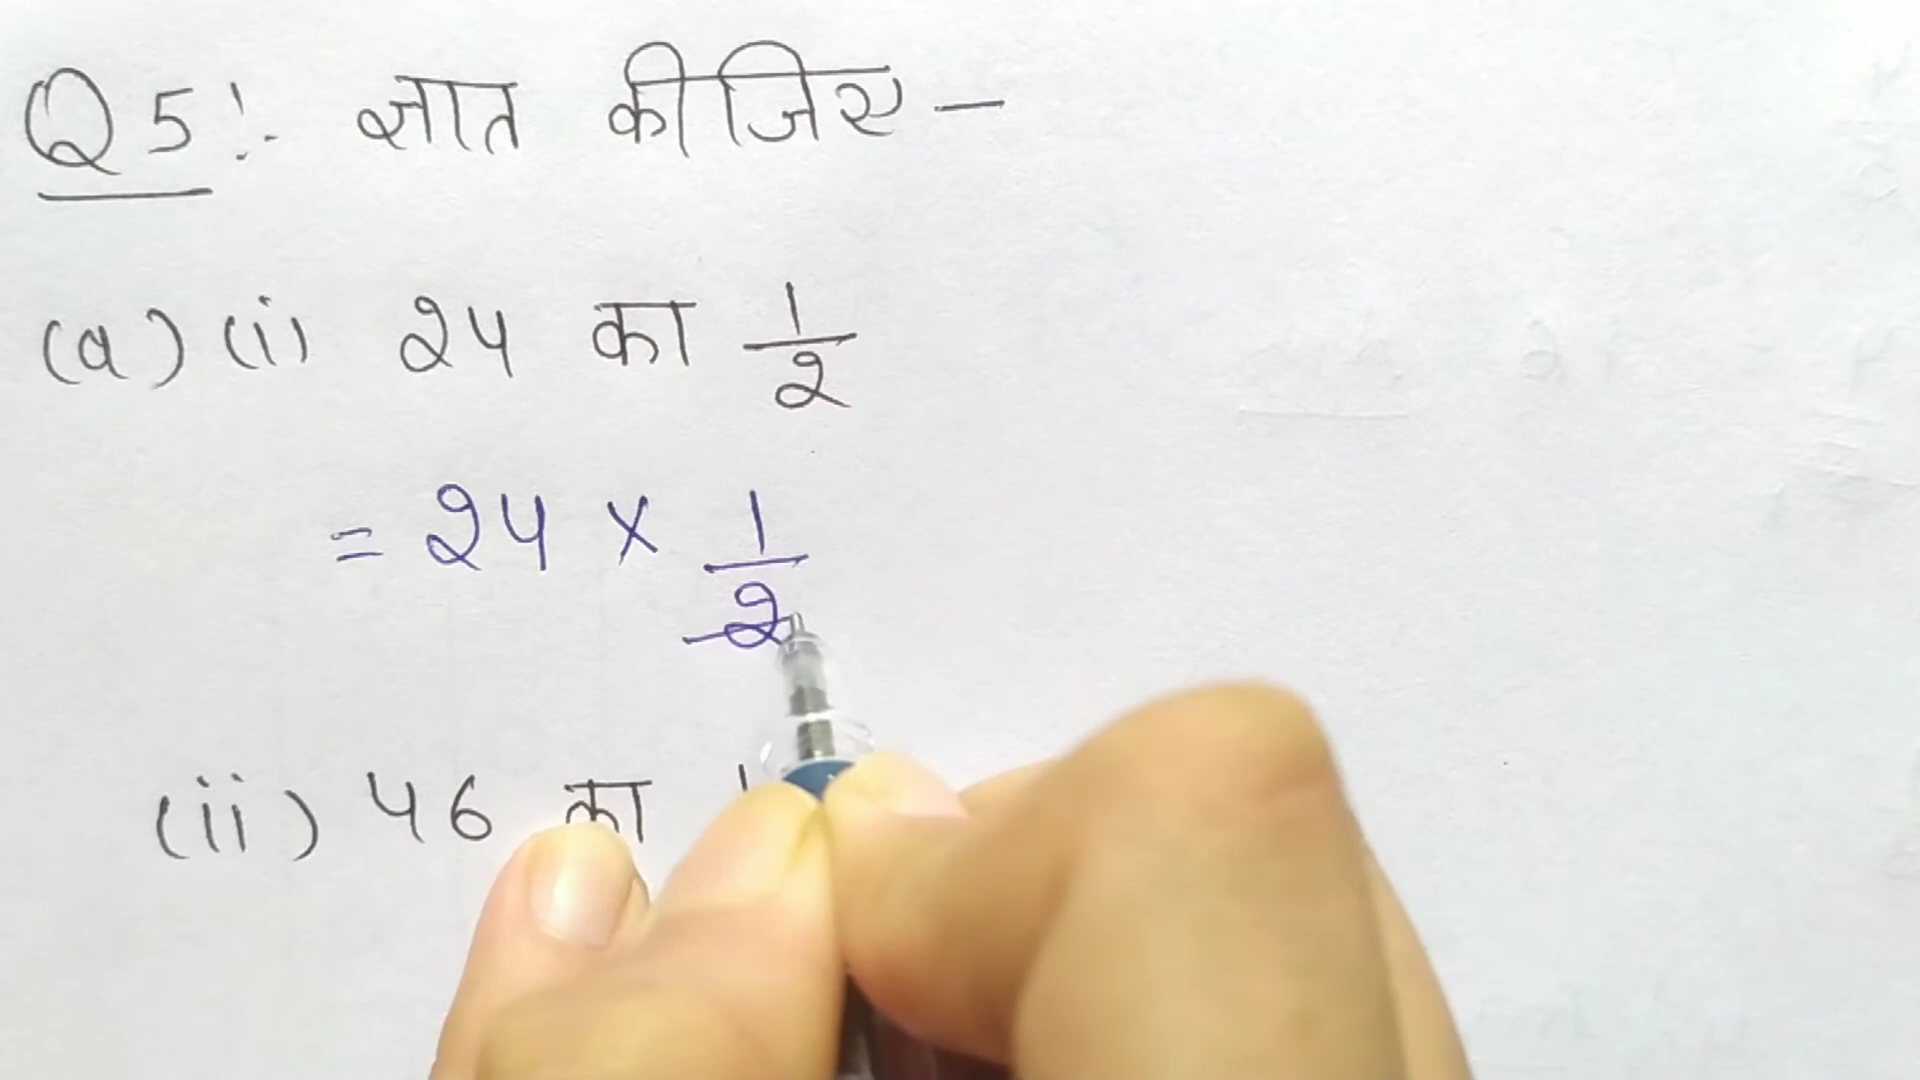 Q5:- ज्ञात कीजिए –
(a) (i) 24 का 1/2
= 24 × 1/2
(ii) 46 का